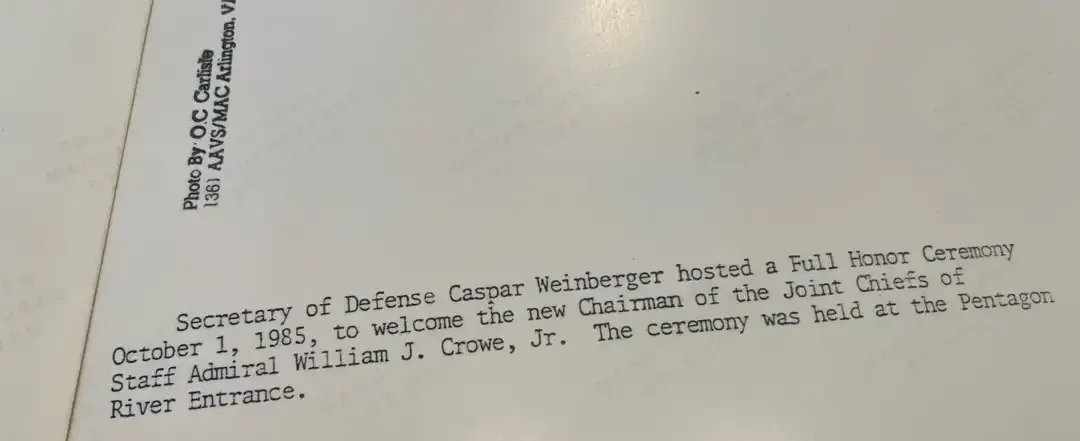 Photo By O.C Carlisle
1361 AAVS/MAC Arlington,
Secretary of Defense Caspar Weinberger hosted a Full Honor Ceremony
October 1, 1985, to welcome the new Chairman of the Joint Chiefs of
Staff Admiral William J. Crowe, Jr. The ceremony was held at the Pentagon
River Entrance.